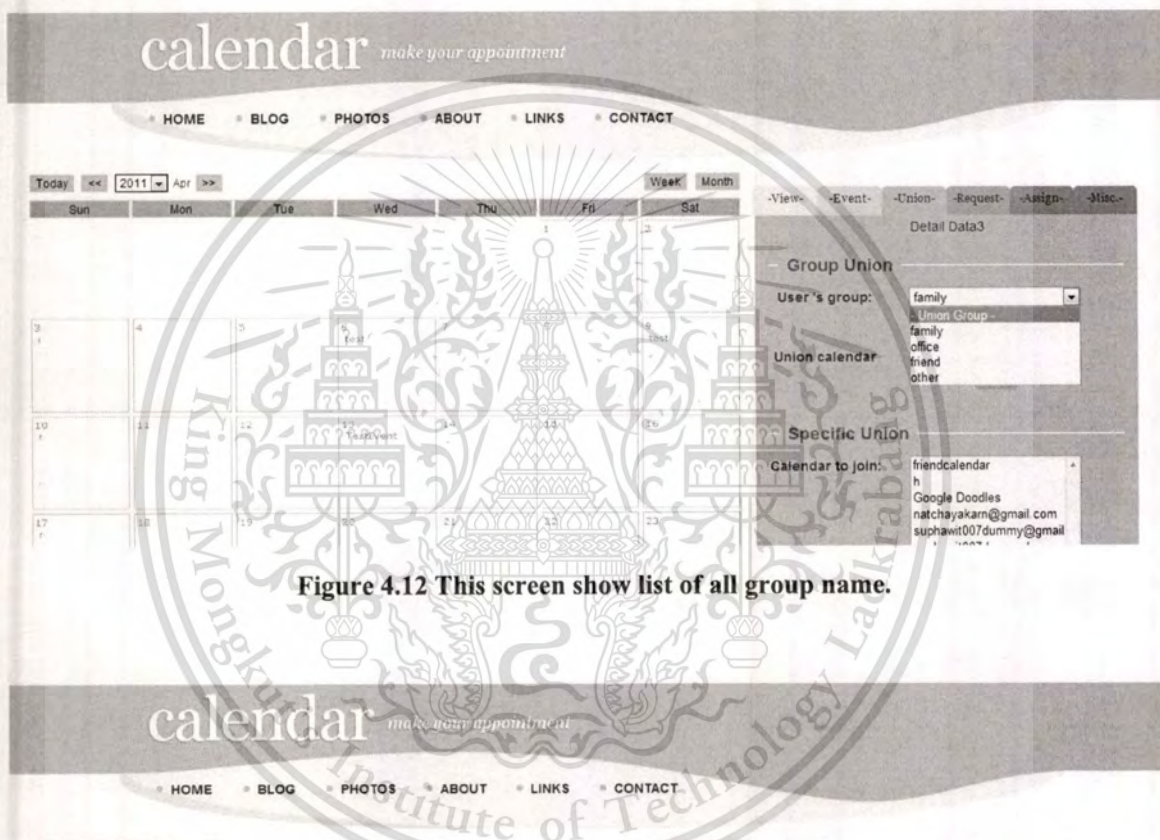 calendar make your appointment
HOME BLOG PHOTOS ABOUT LINKS CONTACT
Today << 2011 Apr >> Week Month
Sun Mon Tue Wed Thu Fri Sat
-View- -Event- -Union- -Request- -Assign- -Misc.-
Detail Data3
Group Union
User 's group: family
- Union Group -
family
office
friend
other
Union calendar
1 2
3 4 5 6 7 8 9
test test
10 11 12 13 14 16
17 18 19 20 21 22 23
Specific Union
Calendar to join: friendcalendar
h
Google Doodles
natchayakarn@gmail.com
suphawit007dummy@gmail
Figure 4.12 This screen show list of all group name.
calendar make your appointment
HOME BLOG PHOTOS ABOUT LINKS CONTACT
King Mongkut's Institute of Technology Ladkrabang